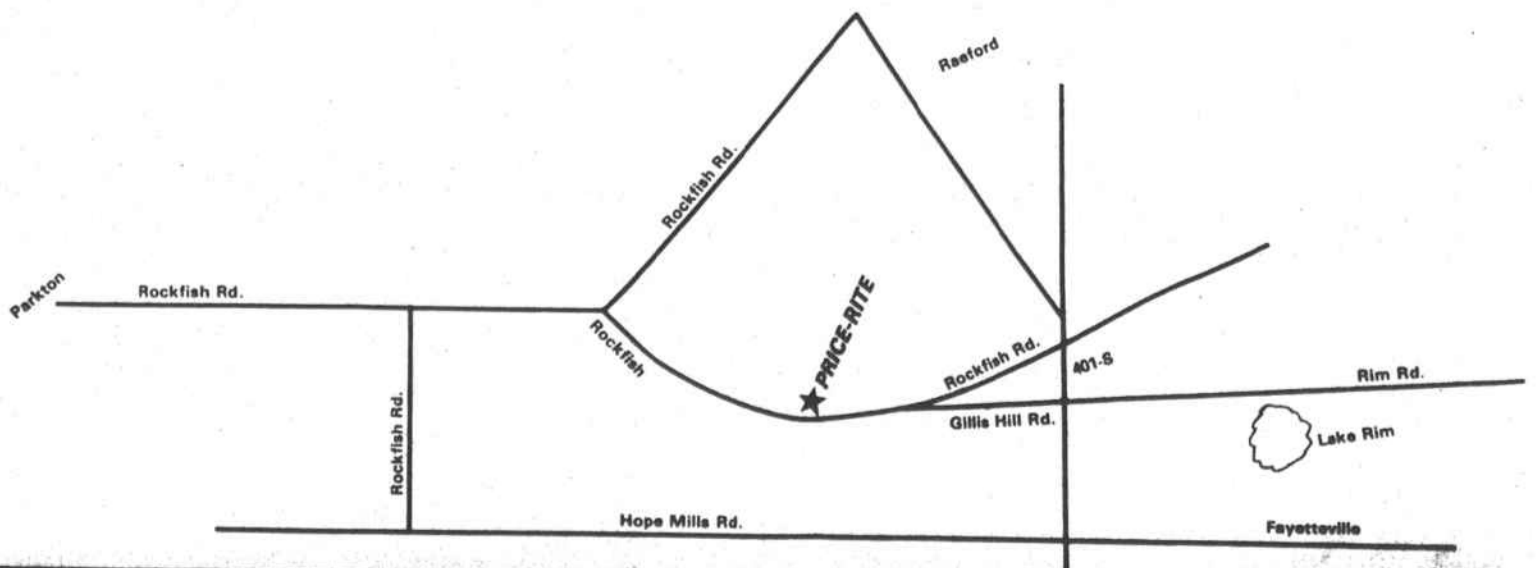 Raeford
Rockfish Rd.
Parkton
Rockfish Rd.
Rockfish
PRICE-RITE
Rockfish Rd.
401-S
Rim Rd.
Rockfish Rd.
Gillis Hill Rd.
Lake Rim
Hope Mills Rd.
Fayetteville